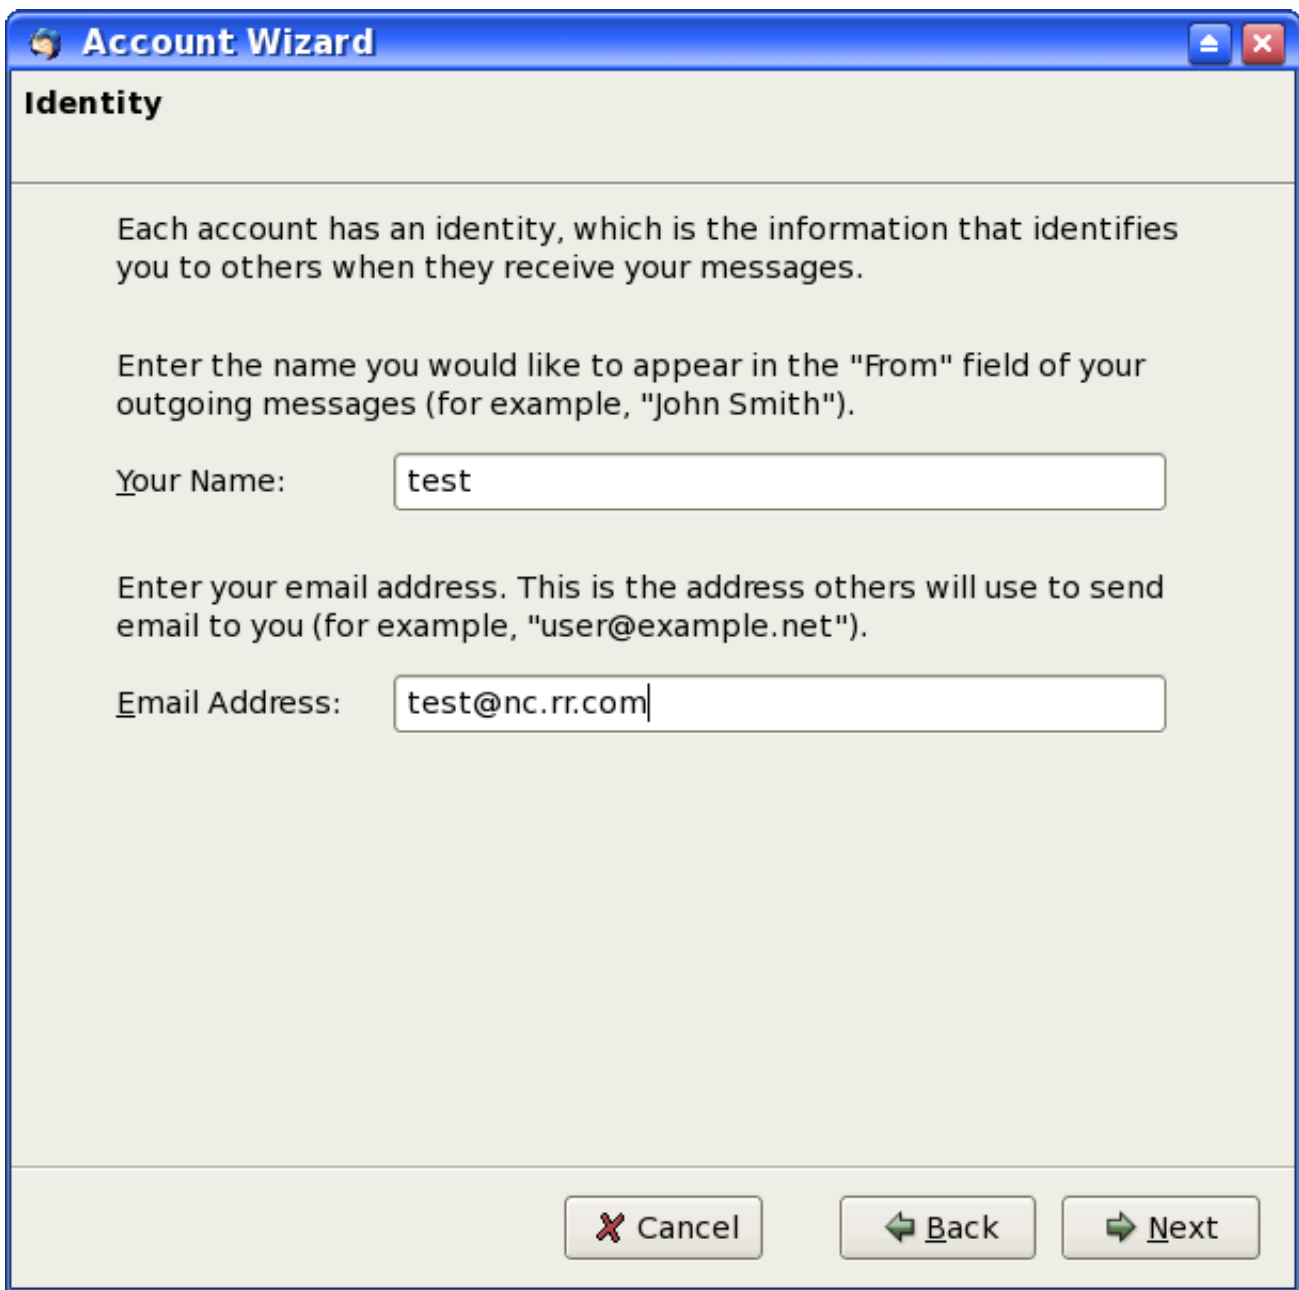 Account Wizard
Identity
Each account has an identity, which is the information that identifies
you to others when they receive your messages.
Enter the name you would like to appear in the "From" field of your
outgoing messages (for example, "John Smith").
Your Name: test
Enter your email address. This is the address others will use to send
email to you (for example, "user@example.net").
Email Address: test@nc.rr.com
Cancel Back Next